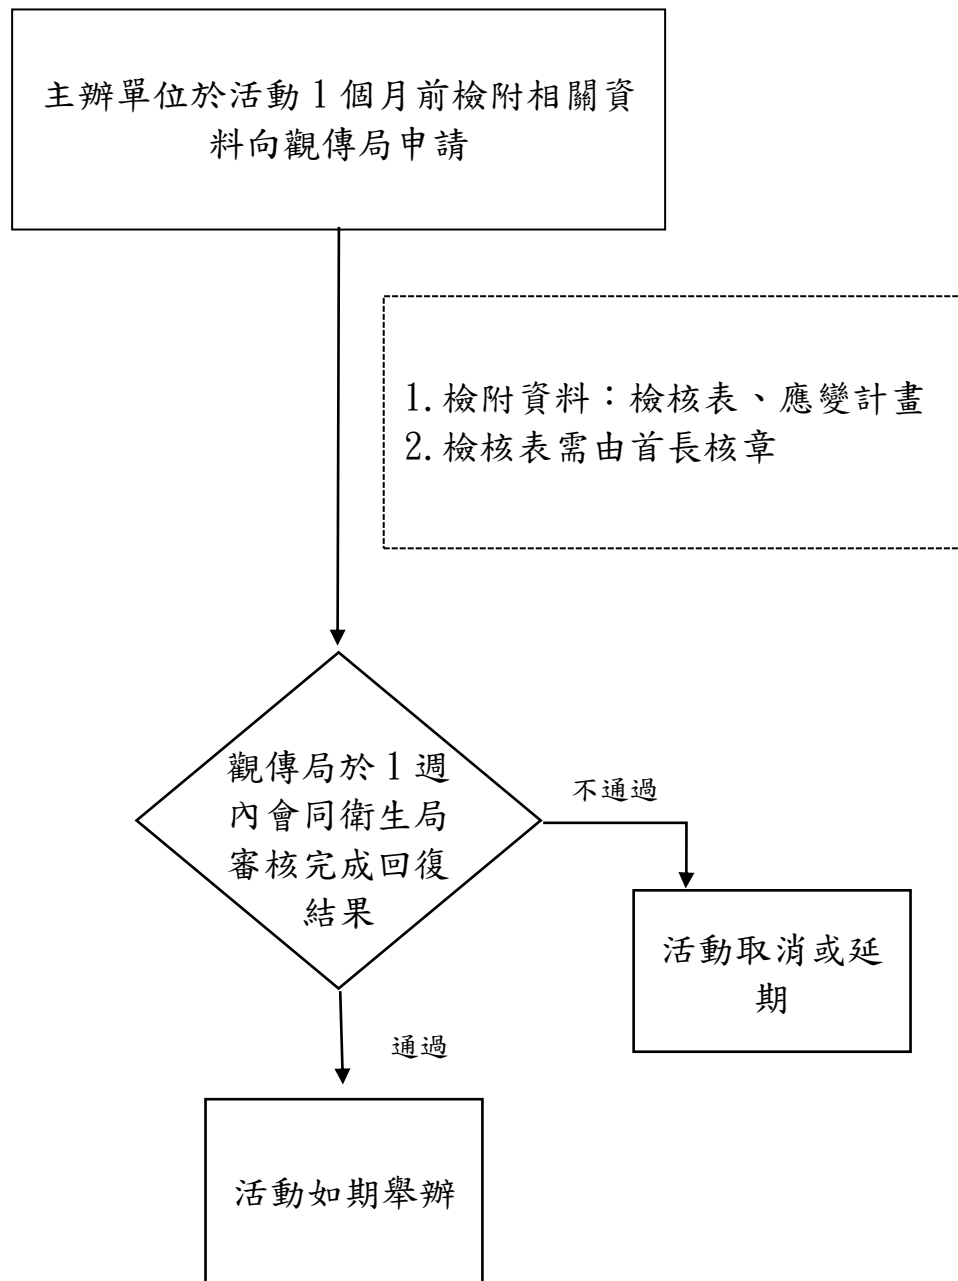 主辦單位於活動1個月前檢附相關資
料向觀傳局申請
1.檢附資料：檢核表、應變計畫
2.檢核表需由首長核章
觀傳局於1週
內會同衛生局
審核完成回復
結果
不通過
活動取消或延
期
通過
活動如期舉辦